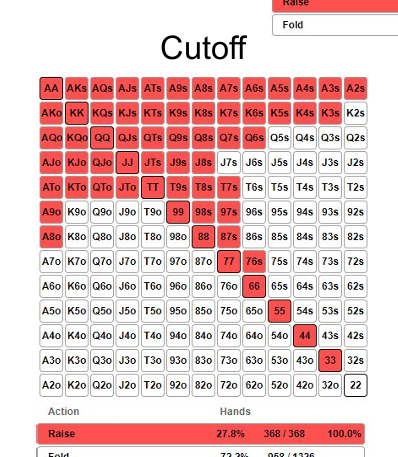 Raise
Fold
Cutoff
AA AKs AQs AJs ATs A9s A8s A7s A6s A5s A4s A3s A2s
AKo KK KQs KJs KTs K9s K8s K7s K6s K5s K4s K3s K2s
AQo KQo QQ QJs QTs Q9s Q8s Q7s Q6s Q5s Q4s Q3s Q2s
AJo KJo QJo JJ JTs J9s J8s J7s J6s J5s J4s J3s J2s
ATo KTo QTo JTo TT T9s T8s T7s T6s T5s T4s T3s T2s
A9o K9o Q9o J9o T9o 99 98s 97s 96s 95s 94s 93s 92s
A8o K8o Q8o J8o T8o 98o 88 87s 86s 85s 84s 83s 82s
A7o K7o Q7o J7o T7o 97o 87o 77 76s 75s 74s 73s 72s
A6o K6o Q6o J6o T6o 96o 86o 76o 66 65s 64s 63s 62s
A5o K5o Q5o J5o T5o 95o 85o 75o 65o 55 54s 53s 52s
A4o K4o Q4o J4o T4o 94o 84o 74o 64o 54o 44 43s 42s
A3o K3o Q3o J3o T3o 93o 83o 73o 63o 53o 43o 33 32s
A2o K2o Q2o J2o T2o 92o 82o 72o 62o 52o 42o 32o 22
Action Hands
Raise 27.8% 368 / 368 100.0%
Fold 72.2% 958 / 1326